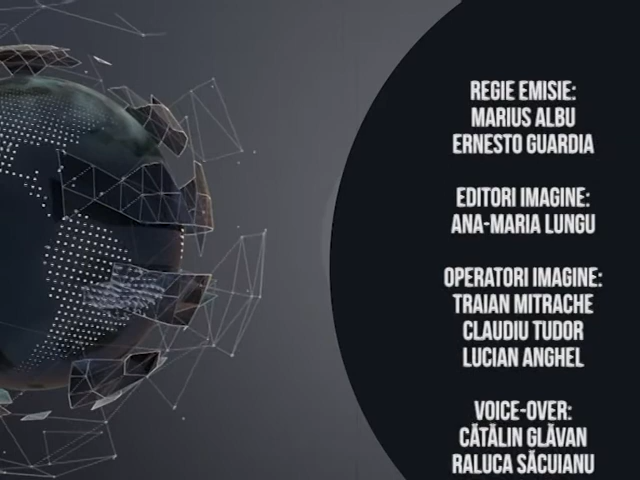 REGIE EMISIE:
MARIUS ALBU
ERNESTO GUARDIA
EDITORI IMAGINE:
ANA-MARIA LUNGU
OPERATORI IMAGINE:
TRAIAN MITRACHE
CLAUDIU TUDOR
LUCIAN ANGHEL
VOICE-OVER:
CĂTĂLIN GLĂVAN
RALUCA SĂCUIANU